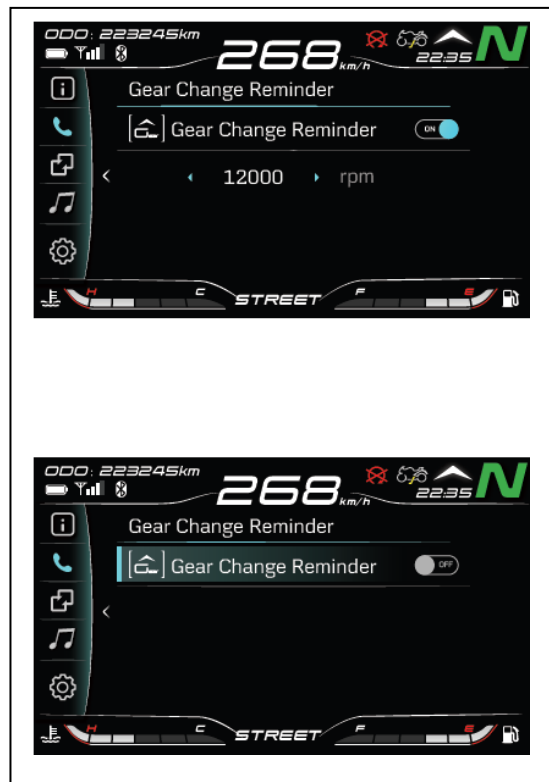 ODO: 223245km
268 km/h
22:35 N
Gear Change Reminder
Gear Change Reminder ON
12000 rpm
H C STREET F E
ODO: 223245km
268 km/h
22:35 N
Gear Change Reminder
Gear Change Reminder OFF
H C STREET F E